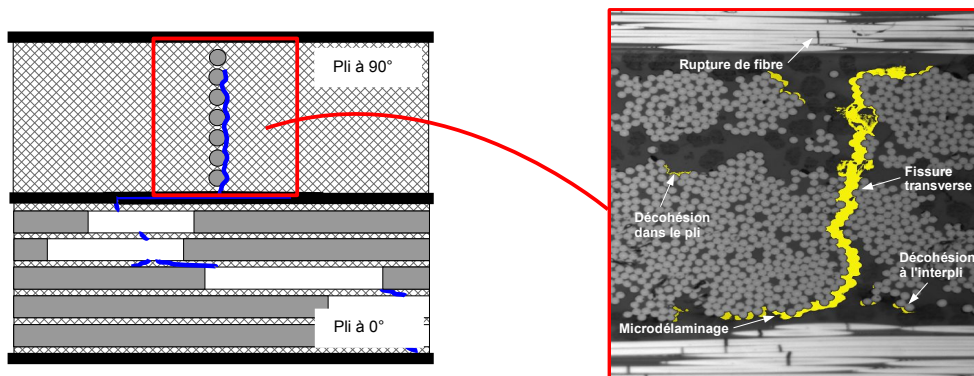 Pli à 90°
Pli à 0°
Rupture de fibre
Fissure
transverse
Décohésion
dans le pli
Décohésion
à l'interpli
Microdélaminage